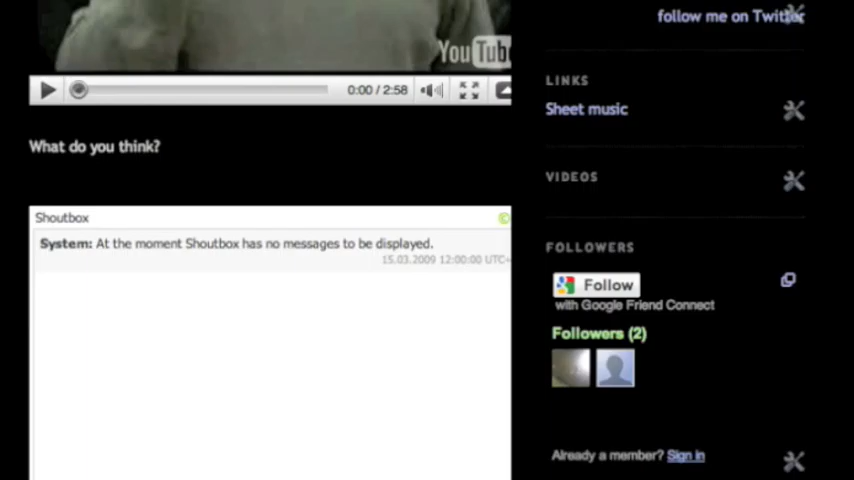 follow me on Twitter
YouTube
0:00 / 2:58
LINKS
Sheet music
What do you think?
VIDEOS
Shoutbox
©
System: At the moment Shoutbox has no messages to be displayed.
15.03.2009 12:00:00 UTC+
FOLLOWERS
Follow
with Google Friend Connect
Followers (2)
Already a member? Sign in